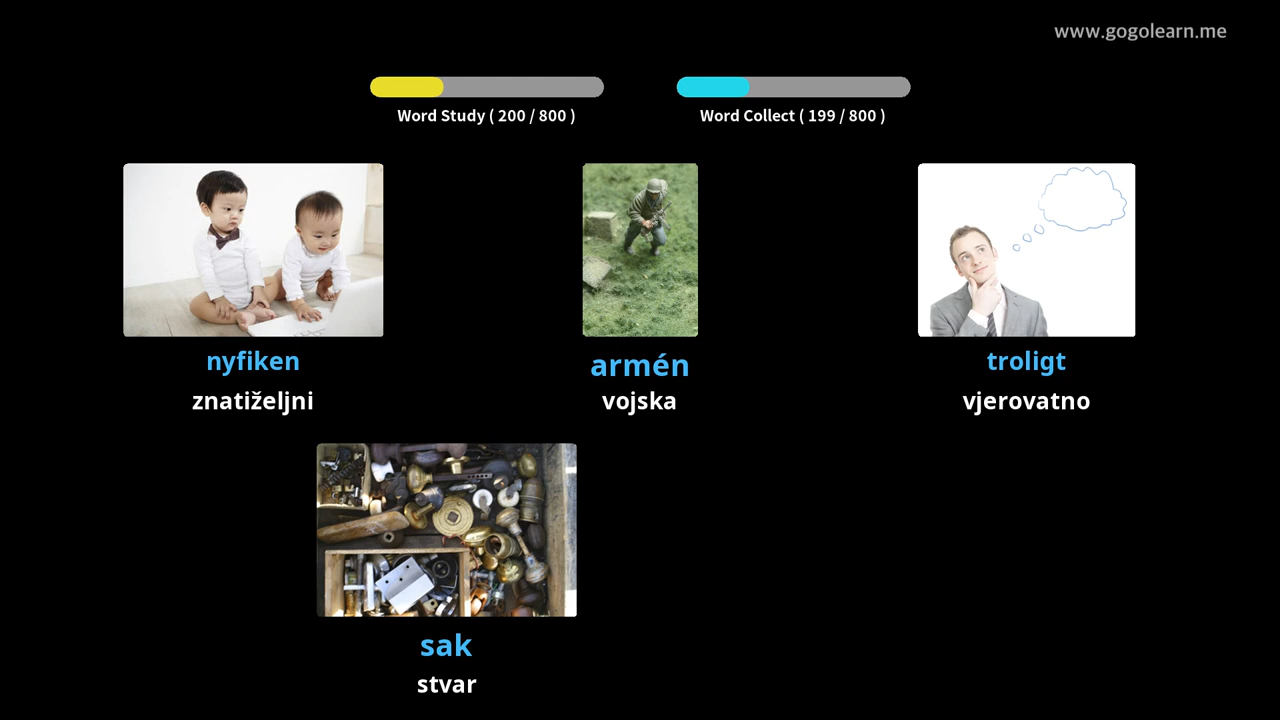 www.gogolearn.me
Word Study ( 200 / 800 )
Word Collect ( 199 / 800 )
nyfiken
znatiželjni
armén
vojska
troligt
vjerovatno
sak
stvar